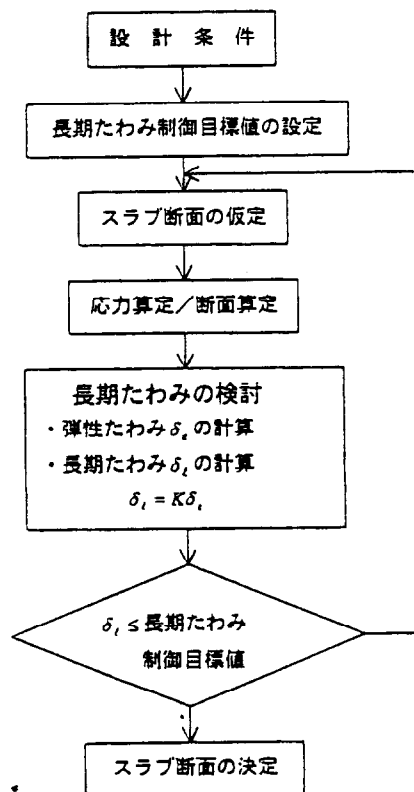 設計条件
長期たわみ制御目標値の設定
スラブ断面の仮定
応力算定／断面算定
長期たわみの検討
・弾性たわみδₑの計算
・長期たわみδₗの計算
δₗ = Kδₑ
δₗ ≤ 長期たわみ
制御目標値
スラブ断面の決定